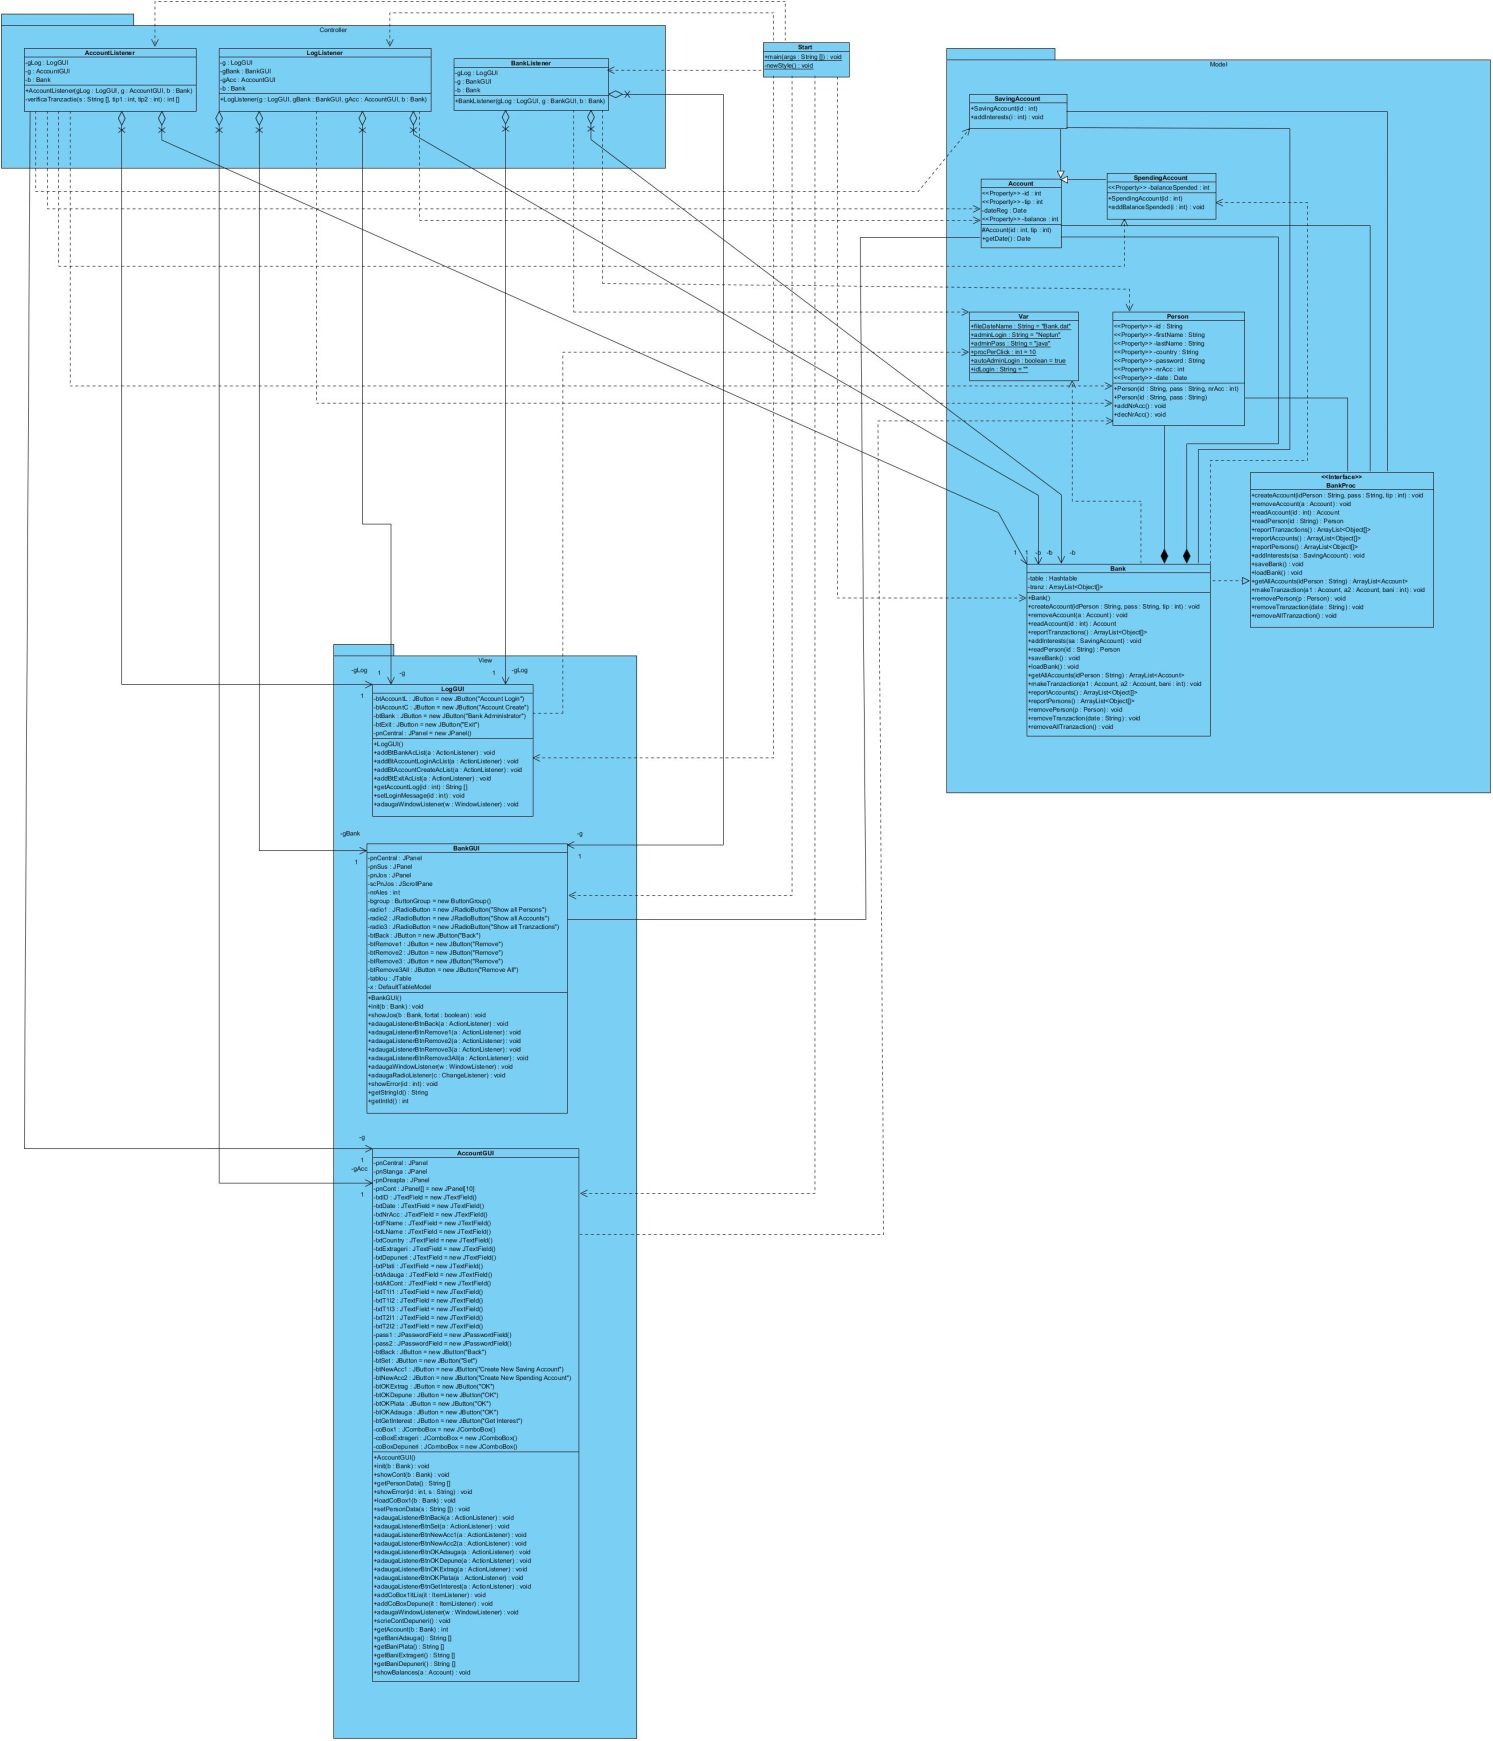 Controller
AccountListener
-gLog : LogGUI
-g : AccountGUI
-b : Bank
+AccountListener(gLog : LogGUI, g : AccountGUI, b : Bank)
-verificaTranzactie(s : String [], tip1 : int, tip2 : int) : int []
LogListener
-g : LogGUI
-gBank : BankGUI
-gAcc : AccountGUI
-b : Bank
+LogListener(g : LogGUI, gBank : BankGUI, gAcc : AccountGUI, b : Bank)
BankListener
-gLog : LogGUI
-g : BankGUI
-b : Bank
+BankListener(gLog : LogGUI, g : BankGUI, b : Bank)
Start
+main(args : String []) : void
-newStyle() : void
Model
SavingAccount
+SavingAccount(id : int)
+addInterests(i : int) : void
Account
<<Property>> -id : int
<<Property>> -tip : int
-dateReg : Date
<<Property>> -balance : int
#Account(id : int, tip : int)
+getDate() : Date
SpendingAccount
<<Property>> -balanceSpended : int
+SpendingAccount(id : int)
+addBalanceSpended(i : int) : void
Var
+fileDateName : String = "Bank.dat"
+adminLogin : String = "Neptun"
+adminPass : String = "java"
+procPerClick : int = 10
+autoAdminLogin : boolean = true
+idLogin : String = ""
Person
<<Property>> -id : String
<<Property>> -firstName : String
<<Property>> -lastName : String
<<Property>> -country : String
<<Property>> -password : String
<<Property>> -nrAcc : int
<<Property>> -date : Date
+Person(id : String, pass : String, nrAcc : int)
+Person(id : String, pass : String)
+addNrAcc() : void
+decNrAcc() : void
<<Interface>>
BankProc
+createAccount(idPerson : String, pass : String, tip : int) : void
+removeAccount(a : Account) : void
+readAccount(id : int) : Account
+readPerson(id : String) : Person
+reportTranzactions() : ArrayList<Object[]>
+reportAccounts() : ArrayList<Object[]>
+reportPersons() : ArrayList<Object[]>
+addInterests(sa : SavingAccount) : void
+saveBank() : void
+loadBank() : void
+getAllAccounts(idPerson : String) : ArrayList<Account>
+makeTranzaction(a1 : Account, a2 : Account, bani : int) : void
+removePerson(p : Person) : void
+removeTranzaction(date : String) : void
+removeAllTranzaction() : void
1 1 -b -b -b
Bank
-table : Hashtable
-tranz : ArrayList<Object[]>
+Bank()
+createAccount(idPerson : String, pass : String, tip : int) : void
+removeAccount(a : Account) : void
+readAccount(id : int) : Account
+reportTranzactions() : ArrayList<Object[]>
+addInterests(sa : SavingAccount) : void
+readPerson(id : String) : Person
+saveBank() : void
+loadBank() : void
+getAllAccounts(idPerson : String) : ArrayList<Account>
+makeTranzaction(a1 : Account, a2 : Account, bani : int) : void
+reportAccounts() : ArrayList<Object[]>
+reportPersons() : ArrayList<Object[]>
+removePerson(p : Person) : void
+removeTranzaction(date : String) : void
+removeAllTranzaction() : void
View
-gLog 1 -g 1 -gLog
1
LogGUI
-btAccountL : JButton = new JButton("Account Login")
-btAccountC : JButton = new JButton("Account Create")
-btBank : JButton = new JButton("Bank Administrator")
-btExit : JButton = new JButton("Exit")
-pnCentral : JPanel = new JPanel()
+LogGUI()
+addBtBankAcList(a : ActionListener) : void
+addBtAccountLoginAcList(a : ActionListener) : void
+addBtAccountCreateAcList(a : ActionListener) : void
+addBtExitAcList(a : ActionListener) : void
+getAccountLog(id : int) : String []
+setLoginMessage(id : int) : void
+adaugaWindowListener(w : WindowListener) : void
-gBank -g
1 1
BankGUI
-pnCentral : JPanel
-pnSus : JPanel
-pnJos : JPanel
-scPnJos : JScrollPane
-nrAles : int
-bgroup : ButtonGroup = new ButtonGroup()
-radio1 : JRadioButton = new JRadioButton("Show all Persons")
-radio2 : JRadioButton = new JRadioButton("Show all Accounts")
-radio3 : JRadioButton = new JRadioButton("Show all Tranzactions")
-btBack : JButton = new JButton("Back")
-btRemove1 : JButton = new JButton("Remove")
-btRemove2 : JButton = new JButton("Remove")
-btRemove3 : JButton = new JButton("Remove")
-btRemove3All : JButton = new JButton("Remove All")
-tablou : JTable
-x : DefaultTableModel
+BankGUI()
+init(b : Bank) : void
+showJos(b : Bank, fortat : boolean) : void
+adaugaListenerBtnBack(a : ActionListener) : void
+adaugaListenerBtnRemove1(a : ActionListener) : void
+adaugaListenerBtnRemove2(a : ActionListener) : void
+adaugaListenerBtnRemove3(a : ActionListener) : void
+adaugaListenerBtnRemove3All(a : ActionListener) : void
+adaugaWindowListener(w : WindowListener) : void
+adaugaRadioListener(c : ChangeListener) : void
+showError(id : int) : void
+getStringId() : String
+getIntId() : int
-g
1
-gAcc
1
AccountGUI
-pnCentral : JPanel
-pnStanga : JPanel
-pnDreapta : JPanel
-pnCont : JPanel[] = new JPanel[10]
-txtID : JTextField = new JTextField()
-txtDate : JTextField = new JTextField()
-txtNrAcc : JTextField = new JTextField()
-txtFName : JTextField = new JTextField()
-txtLName : JTextField = new JTextField()
-txtCountry : JTextField = new JTextField()
-txtExtrageri : JTextField = new JTextField()
-txtDepuneri : JTextField = new JTextField()
-txtPlati : JTextField = new JTextField()
-txtAdauga : JTextField = new JTextField()
-txtAltCont : JTextField = new JTextField()
-txtT1I1 : JTextField = new JTextField()
-txtT1I2 : JTextField = new JTextField()
-txtT1I3 : JTextField = new JTextField()
-txtT2I1 : JTextField = new JTextField()
-txtT2I2 : JTextField = new JTextField()
-pass1 : JPasswordField = new JPasswordField()
-pass2 : JPasswordField = new JPasswordField()
-btBack : JButton = new JButton("Back")
-btSet : JButton = new JButton("Set")
-btNewAcc1 : JButton = new JButton("Create New Saving Account")
-btNewAcc2 : JButton = new JButton("Create New Spending Account")
-btOKExtrag : JButton = new JButton("OK")
-btOKDepune : JButton = new JButton("OK")
-btOKPlata : JButton = new JButton("OK")
-btOKAdauga : JButton = new JButton("OK")
-btGetInterest : JButton = new JButton("Get Interest")
-coBox1 : JComboBox = new JComboBox()
-coBoxExtrageri : JComboBox = new JComboBox()
-coBoxDepuneri : JComboBox = new JComboBox()
+AccountGUI()
+init(b : Bank) : void
+showCont(b : Bank) : void
+getPersonData() : String []
+showError(id : int, s : String) : void
+loadCoBox1(b : Bank) : void
+setPersonData(s : String []) : void
+adaugaListenerBtnBack(a : ActionListener) : void
+adaugaListenerBtnSet(a : ActionListener) : void
+adaugaListenerBtnNewAcc1(a : ActionListener) : void
+adaugaListenerBtnNewAcc2(a : ActionListener) : void
+adaugaListenerBtnOKAdauga(a : ActionListener) : void
+adaugaListenerBtnOKDepune(a : ActionListener) : void
+adaugaListenerBtnOKExtrag(a : ActionListener) : void
+adaugaListenerBtnOKPlata(a : ActionListener) : void
+adaugaListenerBtnGetInterest(a : ActionListener) : void
+addCoBox1ItLis(it : ItemListener) : void
+addCoBoxDepune(it : ItemListener) : void
+adaugaWindowListener(w : WindowListener) : void
+scrieContDepuneri() : void
+getAccount(b : Bank) : int
+getBaniAdauga() : String []
+getBaniPlata() : String []
+getBaniExtrageri() : String []
+getBaniDepuneri() : String []
+showBalances(a : Account) : void